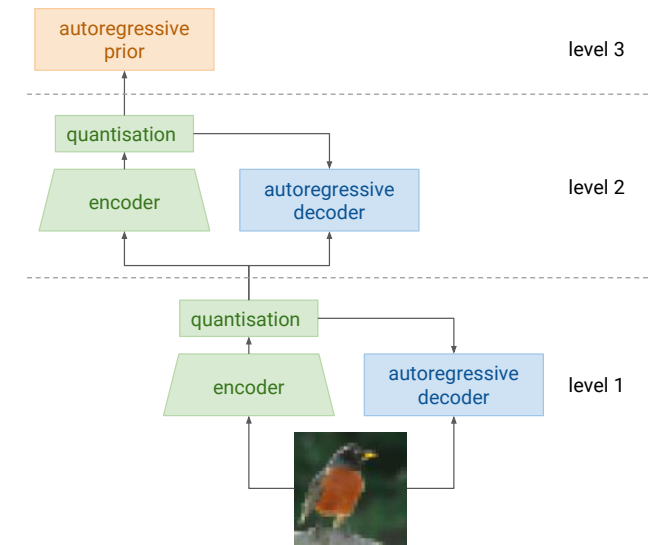 autoregressive
prior
level 3
quantisation
encoder
autoregressive
decoder
level 2
quantisation
encoder
autoregressive
decoder
level 1